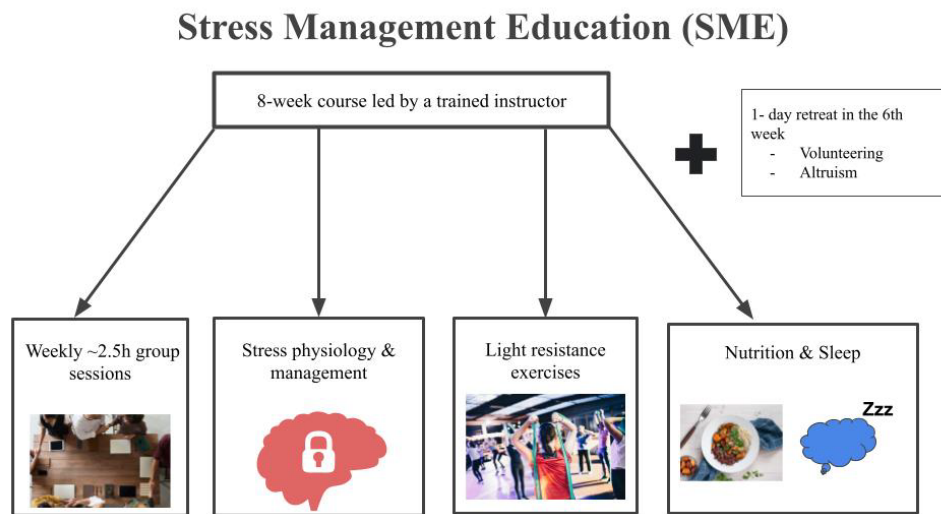 Stress Management Education (SME)
8-week course led by a trained instructor
1- day retreat in the 6th
week
- Volunteering
- Altruism
Weekly ~2.5h group
sessions
Stress physiology &
management
Light resistance
exercises
Nutrition & Sleep
Zzz